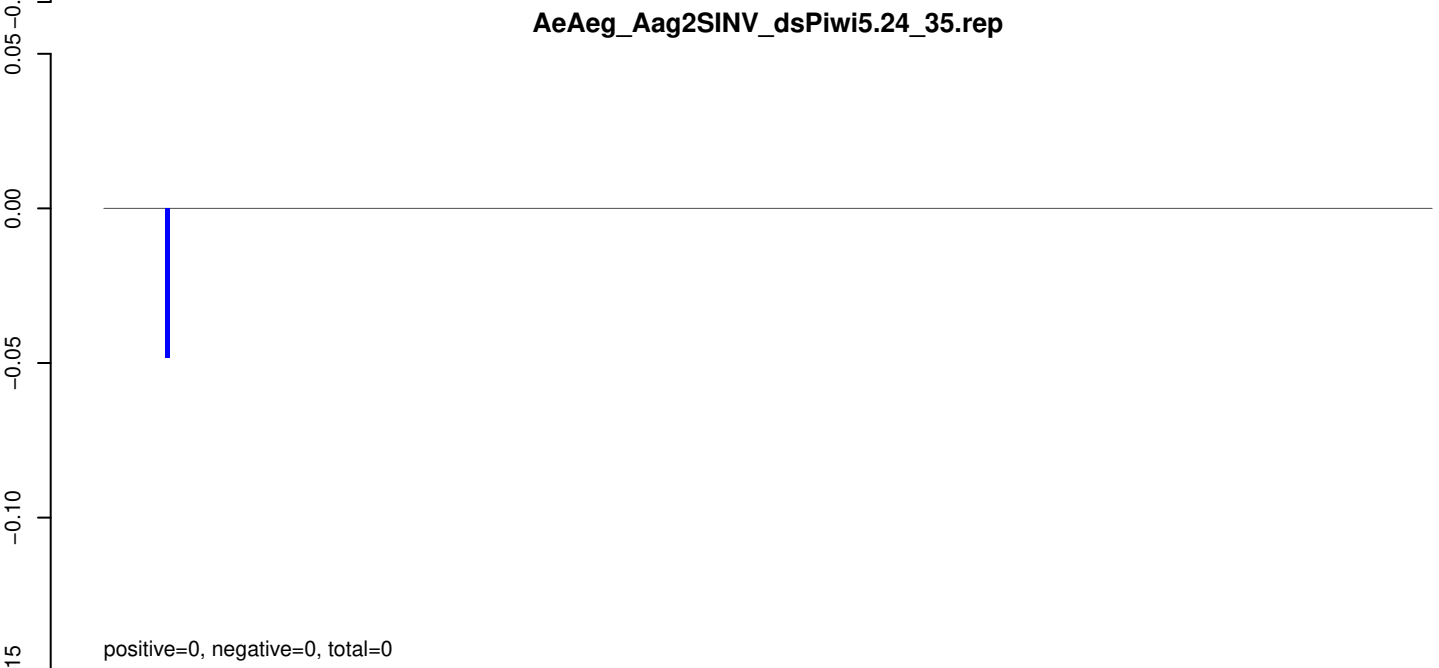 AeAeg_Aag2SINV_dsPiwi5.24_35.rep
0.05
0.00
−0.05
−0.10
positive=0, negative=0, total=0